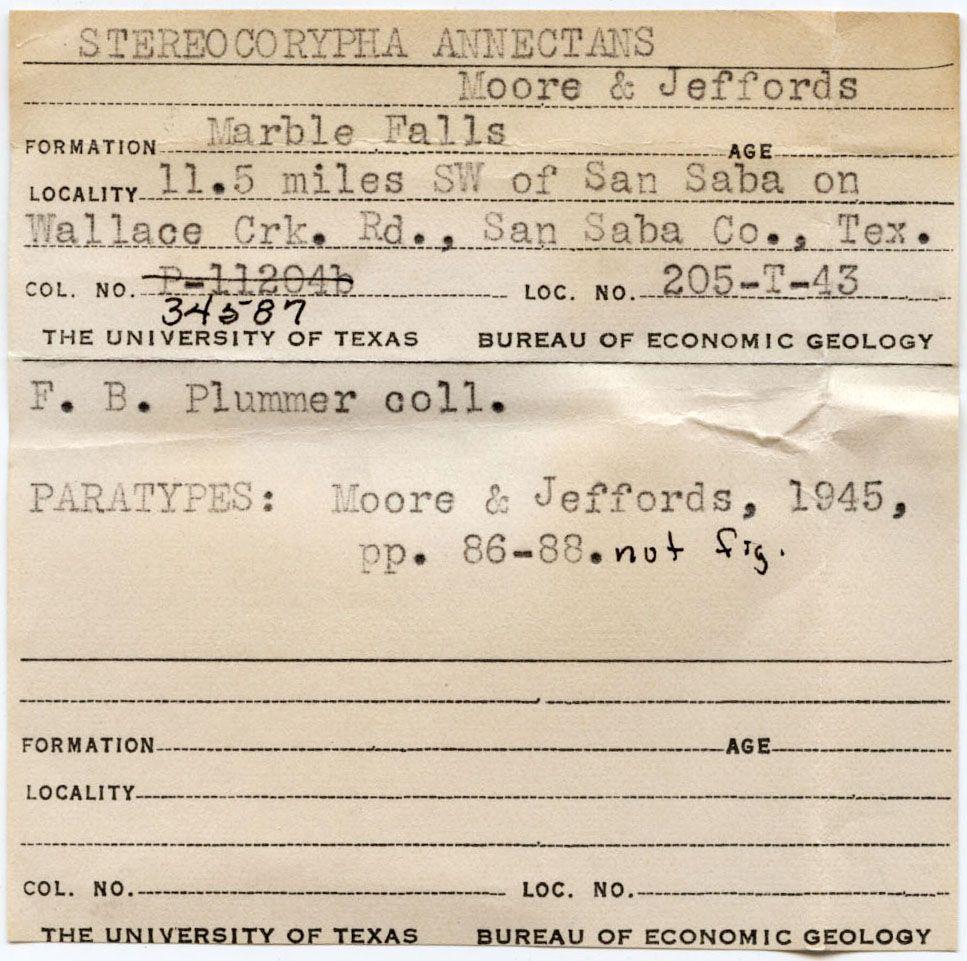 STEREOCORYPHA ANNECTANS
Moore & Jeffords
FORMATION Marble Falls AGE
LOCALITY 11.5 miles SW of San Saba on
Wallace Crk. Rd., San Saba Co., Tex.
COL. NO. P-11204b LOC. NO. 205-T-43
34587
THE UNIVERSITY OF TEXAS BUREAU OF ECONOMIC GEOLOGY
F. B. Plummer coll.
PARATYPES: Moore & Jeffords, 1945,
pp. 86-88. not fig.
FORMATION AGE
LOCALITY
COL. NO. LOC. NO.
THE UNIVERSITY OF TEXAS BUREAU OF ECONOMIC GEOLOGY